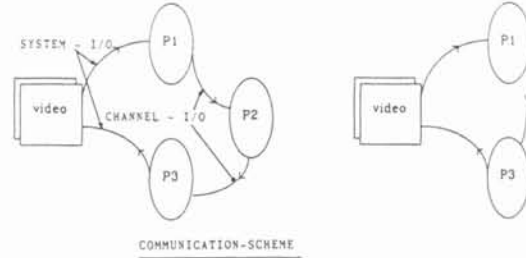 P1
SYSTEM - I/O
video
CHANNEL - I/O
P2
P3
COMMUNICATION-SCHEME
P1
video
P3